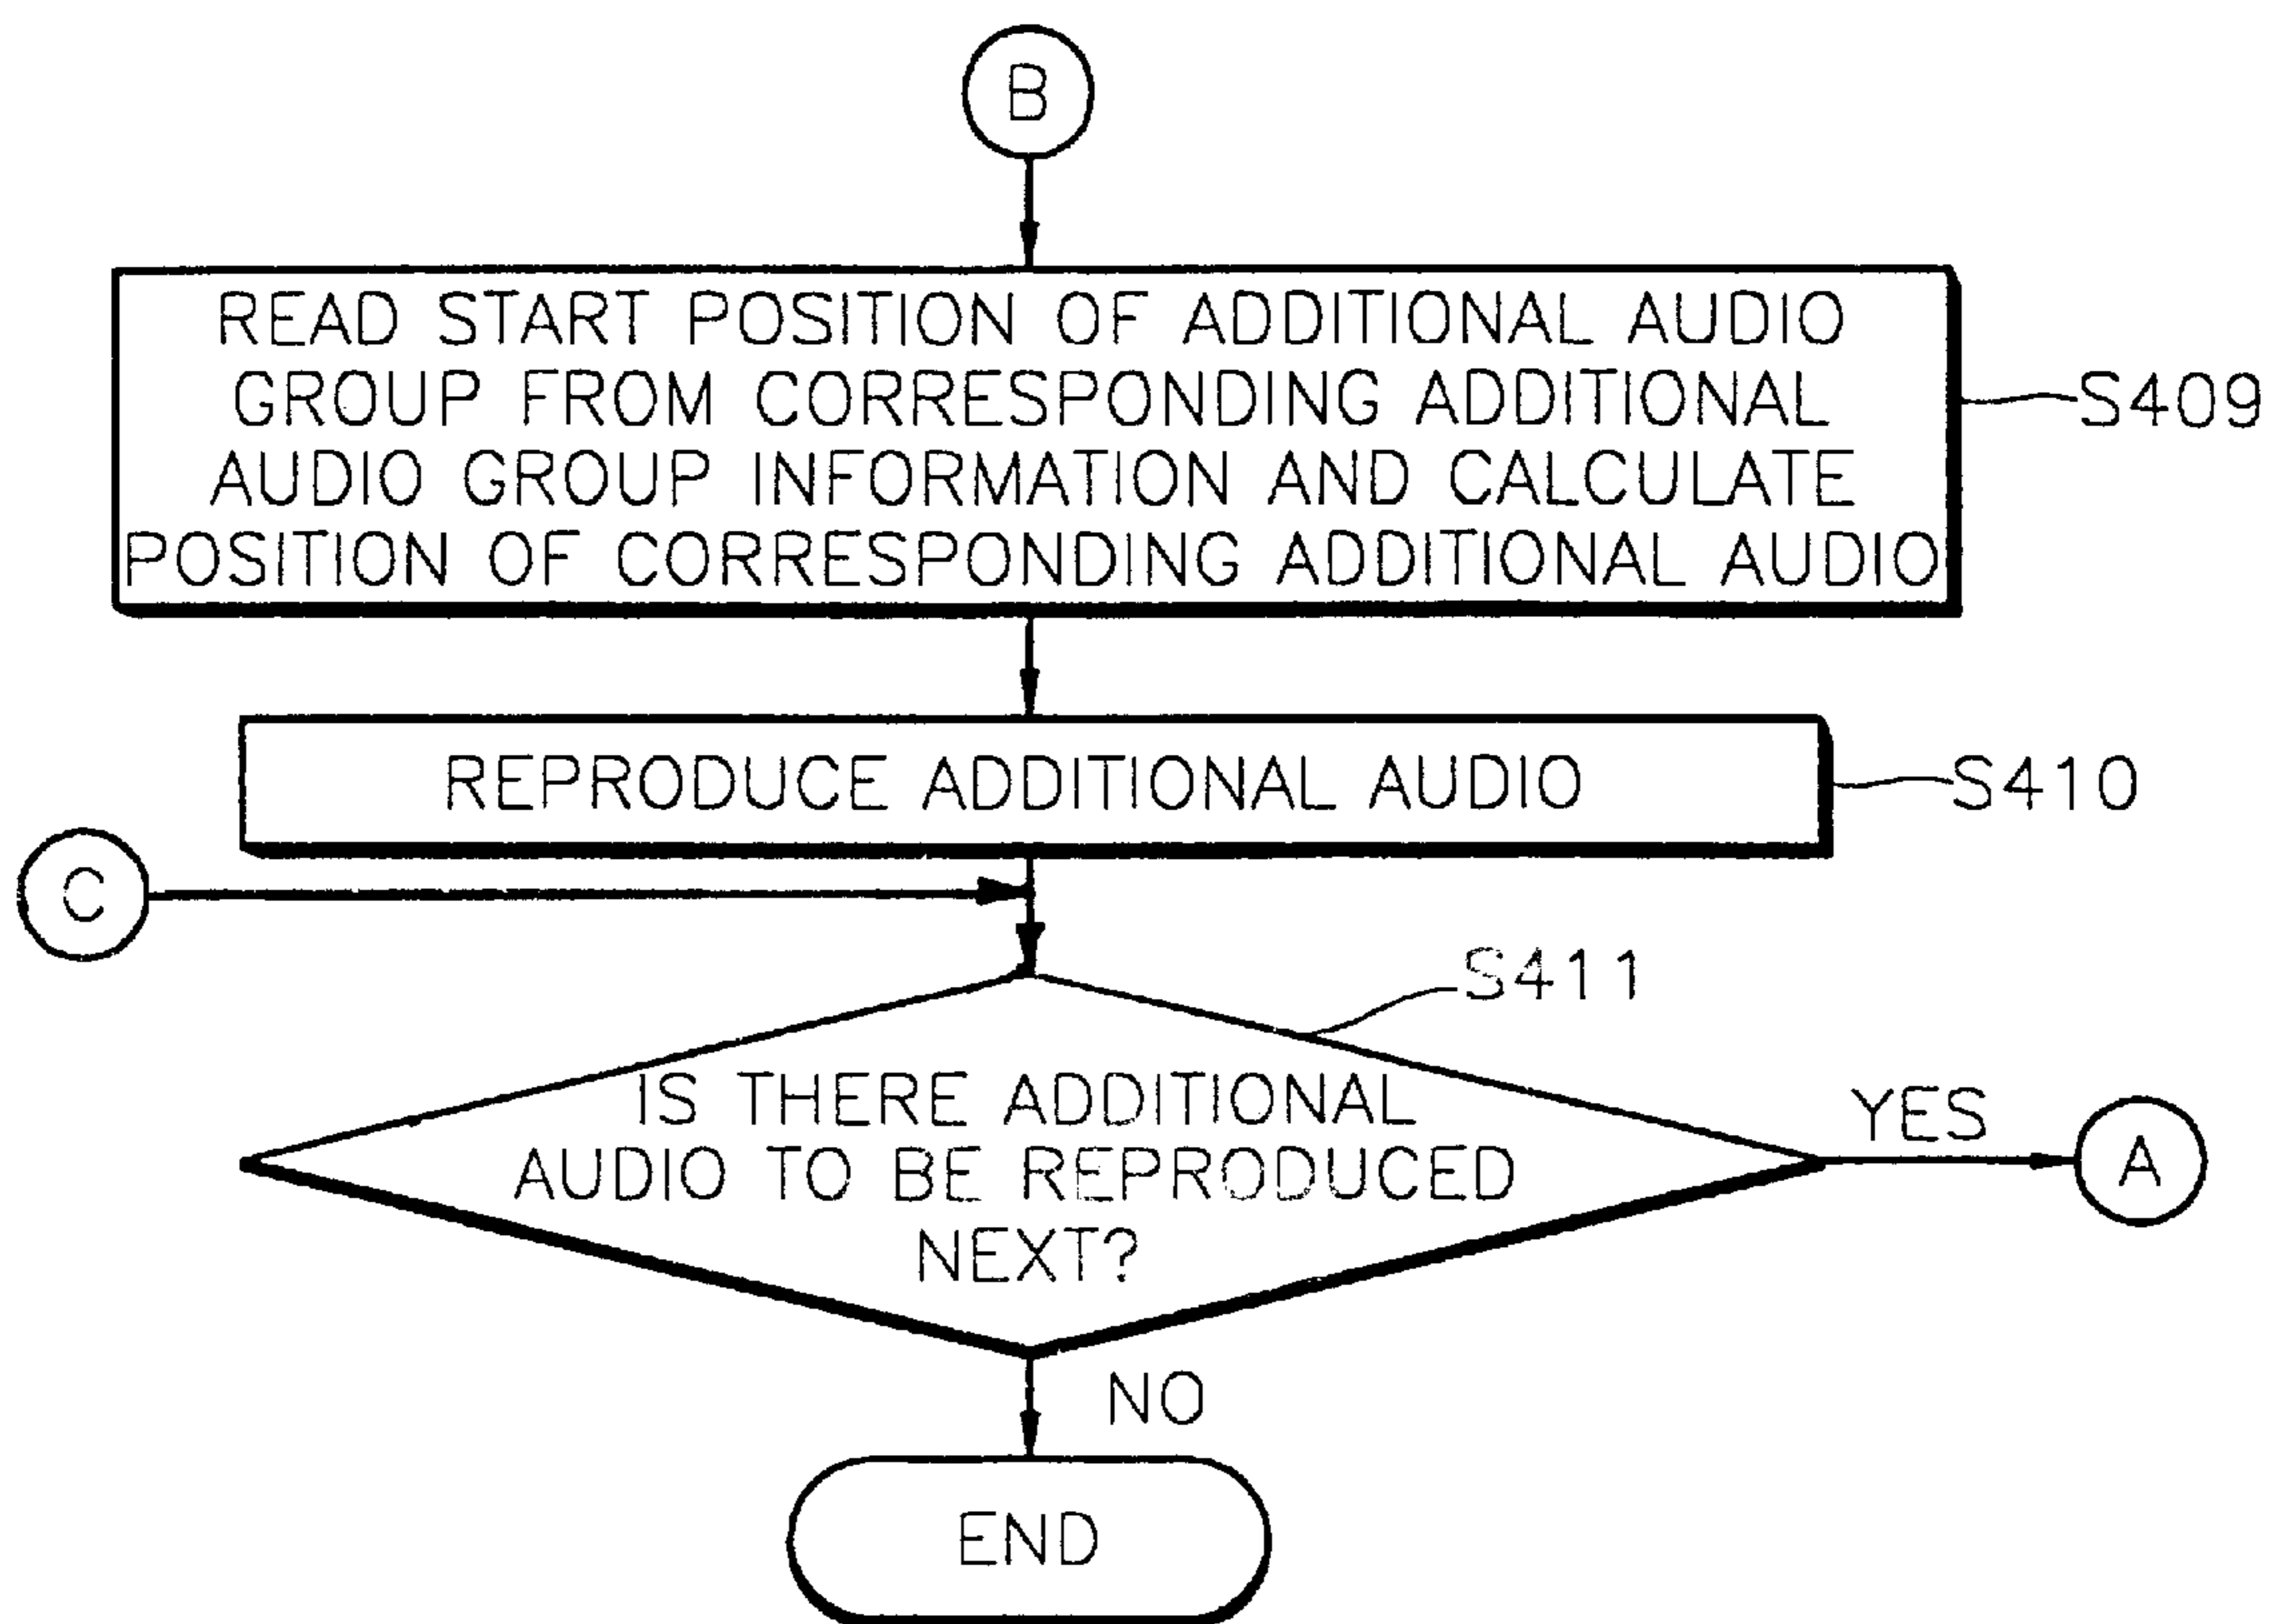 B
READ START POSITION OF ADDITIONAL AUDIO
GROUP FROM CORRESPONDING ADDITIONAL
AUDIO GROUP INFORMATION AND CALCULATE
POSITION OF CORRESPONDING ADDITIONAL AUDIO
S409
REPRODUCE ADDITIONAL AUDIO
S410
C
S411
IS THERE ADDITIONAL
AUDIO TO BE REPRODUCED
NEXT?
YES
A
NO
END